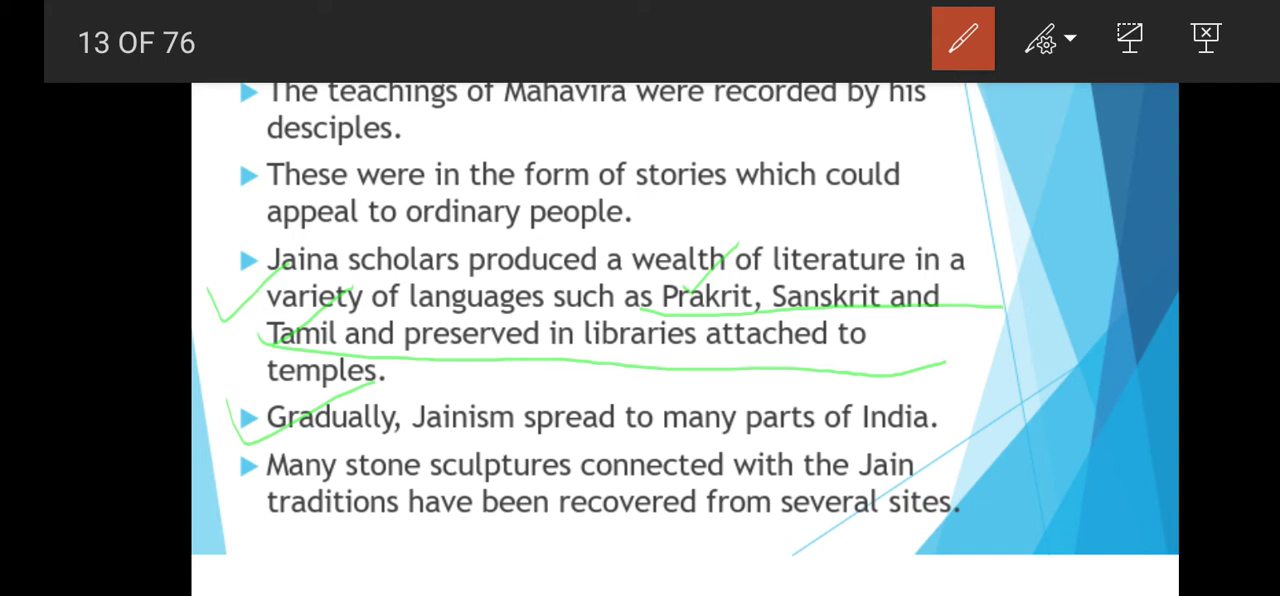 13 OF 76
The teachings of Mahavira were recorded by his
desciples.
These were in the form of stories which could
appeal to ordinary people.
Jaina scholars produced a wealth of literature in a
variety of languages such as Prakrit, Sanskrit and
Tamil and preserved in libraries attached to
temples.
Gradually, Jainism spread to many parts of India.
Many stone sculptures connected with the Jain
traditions have been recovered from several sites.